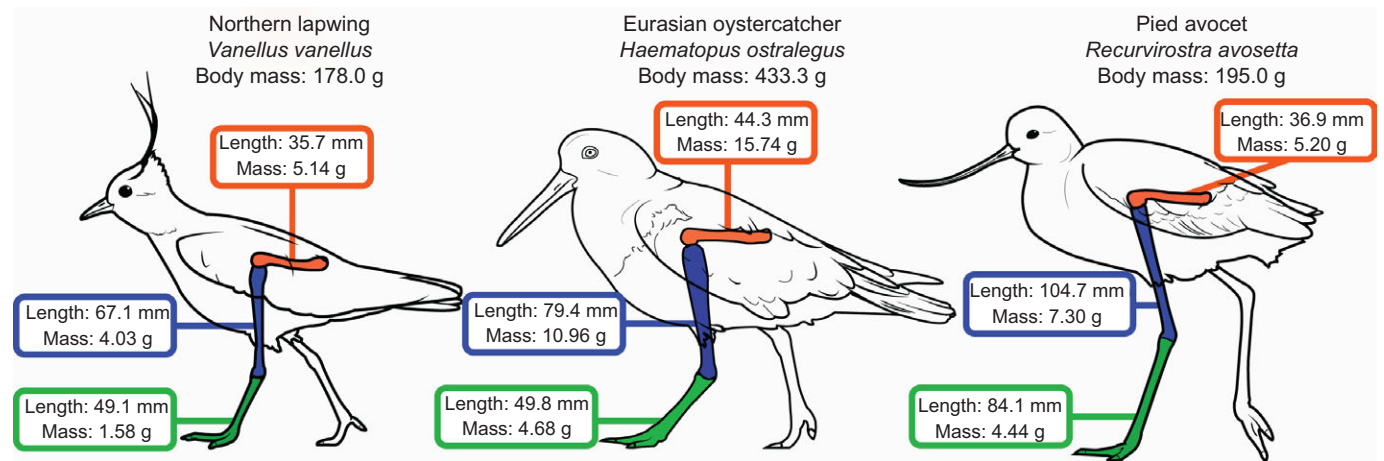 Northern lapwing
Vanellus vanellus
Body mass: 178.0 g
Length: 35.7 mm
Mass: 5.14 g
Length: 67.1 mm
Mass: 4.03 g
Length: 49.1 mm
Mass: 1.58 g
Eurasian oystercatcher
Haematopus ostralegus
Body mass: 433.3 g
Length: 44.3 mm
Mass: 15.74 g
Length: 79.4 mm
Mass: 10.96 g
Length: 49.8 mm
Mass: 4.68 g
Pied avocet
Recurvirostra avosetta
Body mass: 195.0 g
Length: 36.9 mm
Mass: 5.20 g
Length: 104.7 mm
Mass: 7.30 g
Length: 84.1 mm
Mass: 4.44 g